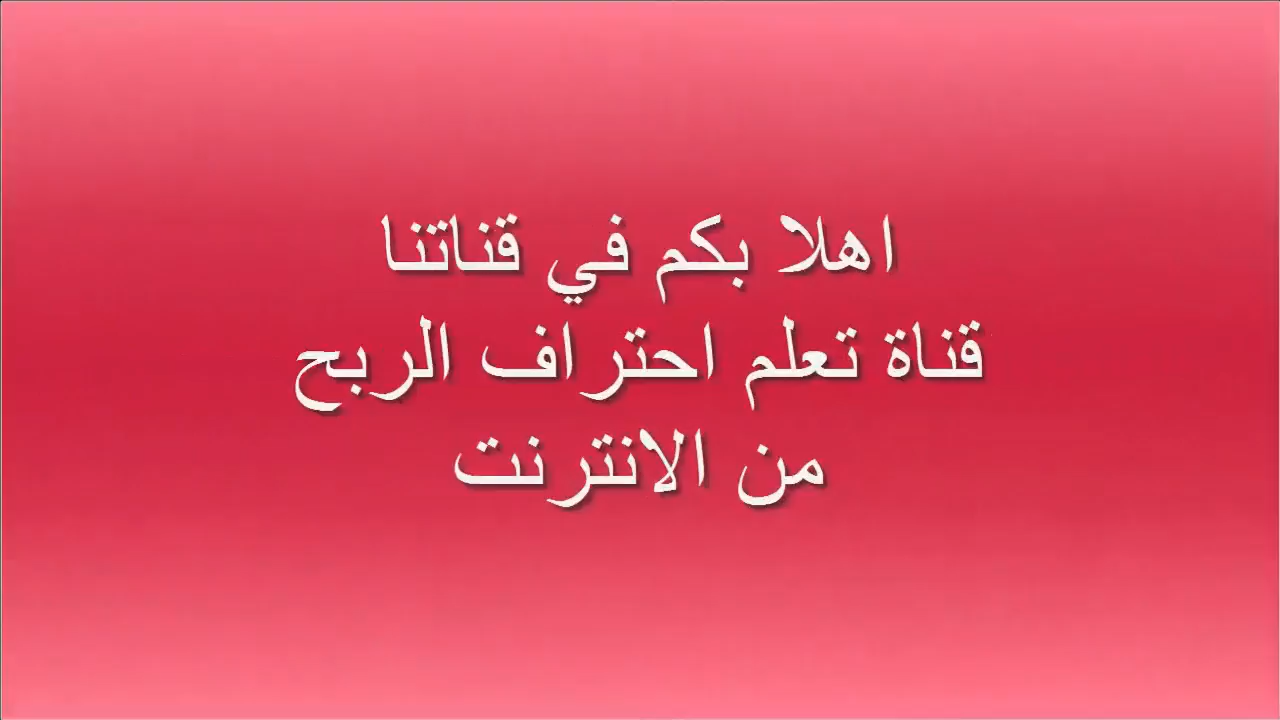 اهلا بكم في قناتنا
قناة تعلم احتراف الربح
من الانترنت